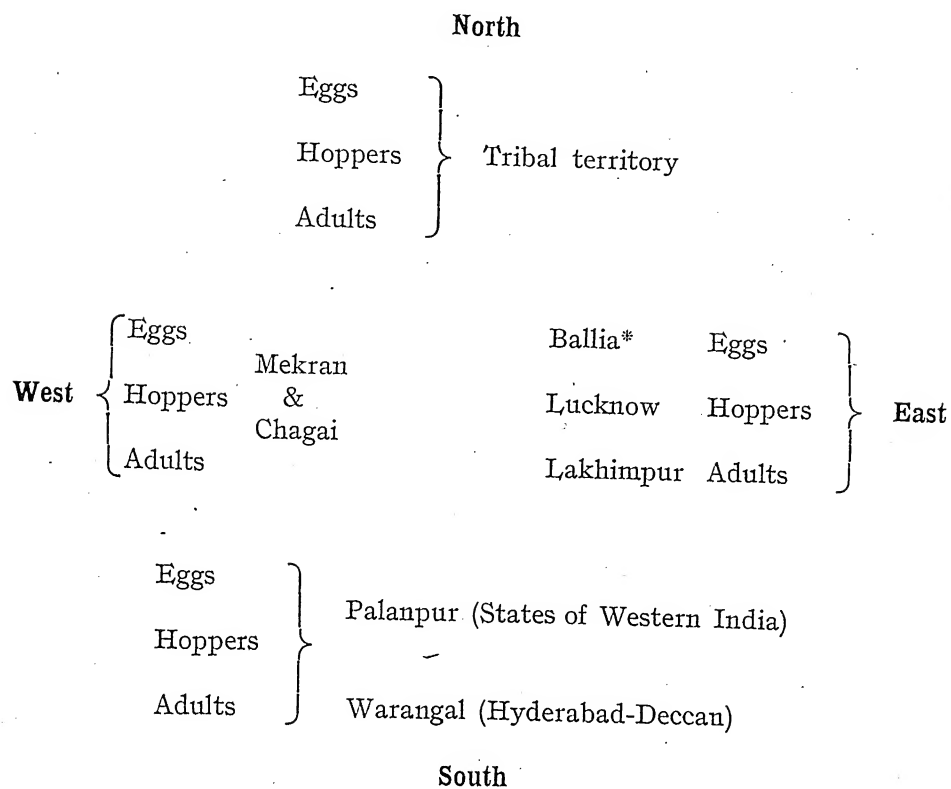 North
Eggs
Hoppers
Adults
Tribal territory
West
Eggs
Hoppers
Adults
Mekran
&
Chagai
Ballia* Eggs
Lucknow Hoppers
Lakhimpur Adults
East
Eggs
Hoppers
Adults
Palanpur (States of Western India)
Warangal (Hyderabad-Deccan)
South